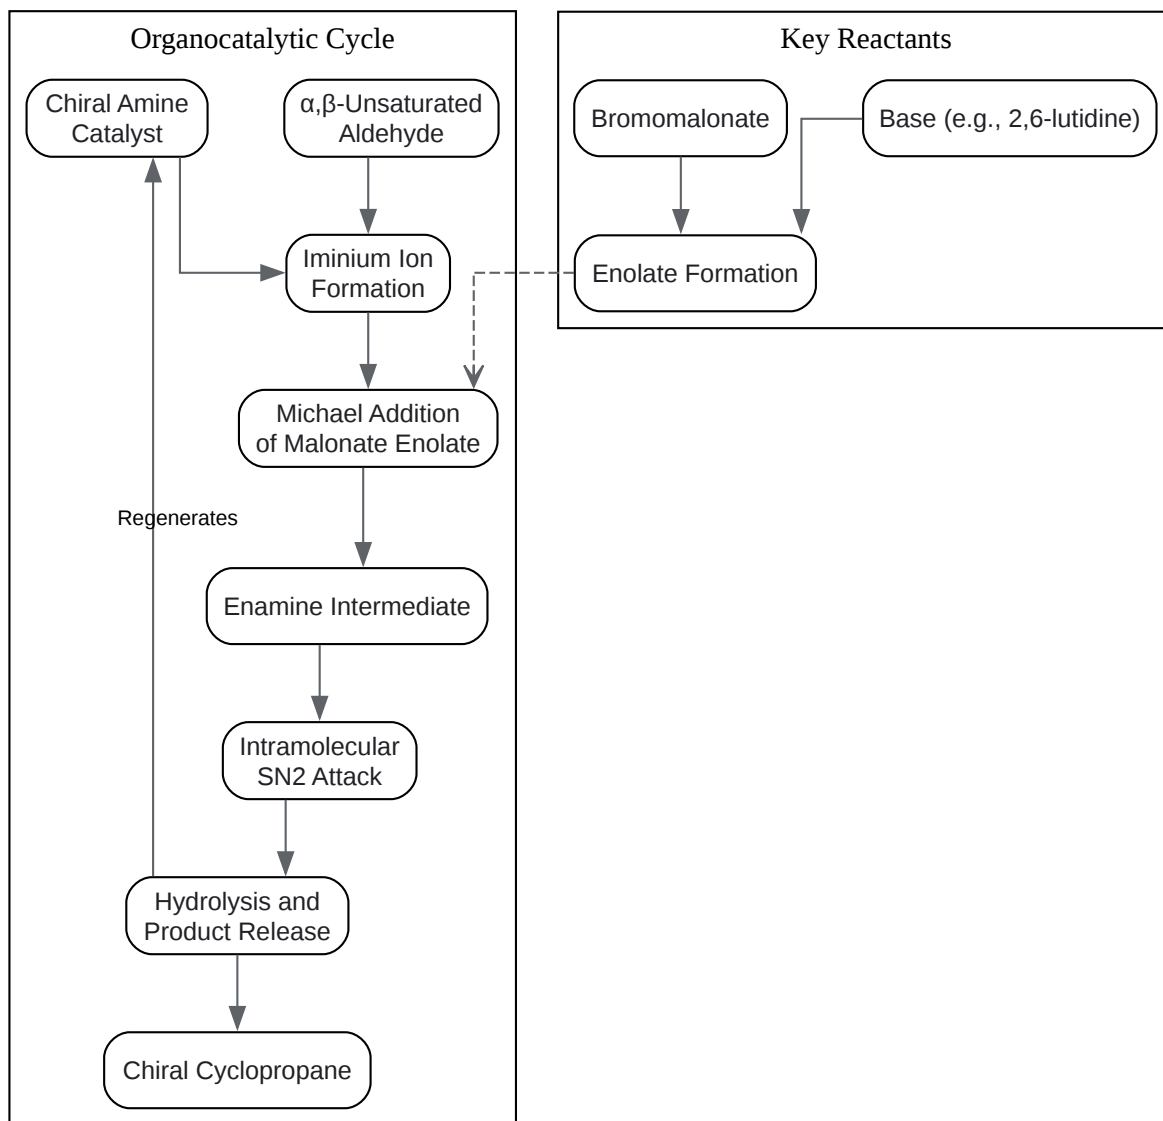 Organocatalytic Cycle
Chiral Amine
Catalyst
α,β-Unsaturated
Aldehyde
Iminium Ion
Formation
Michael Addition
of Malonate Enolate
Regenerates
Enamine Intermediate
Intramolecular
SN2 Attack
Hydrolysis and
Product Release
Chiral Cyclopropane
Key Reactants
Bromomalonate
Base (e.g., 2,6-lutidine)
Enolate Formation